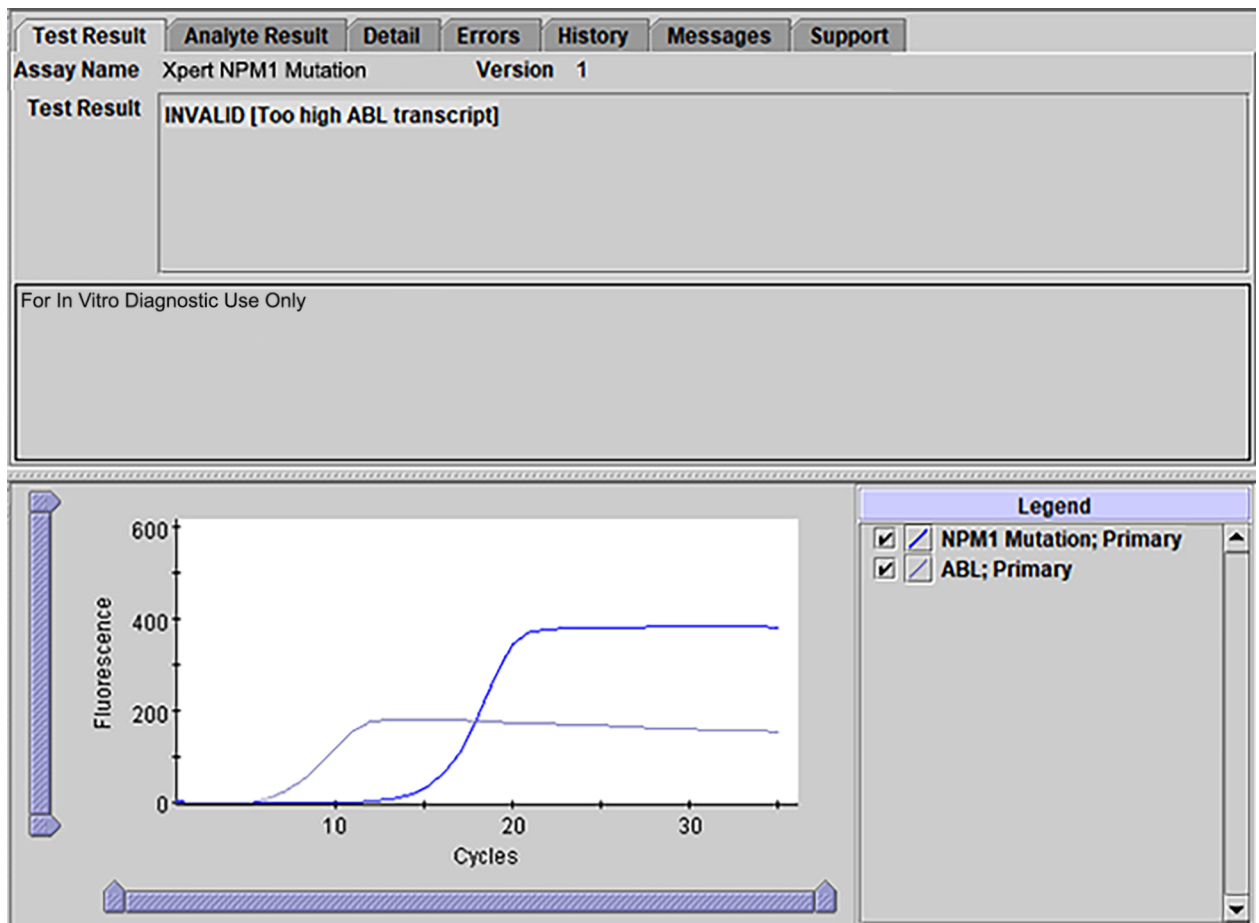 Test Result Analyte Result Detail Errors History Messages Support
Assay Name Xpert NPM1 Mutation Version 1
Test Result INVALID [Too high ABL transcript]
For In Vitro Diagnostic Use Only
Legend
NPM1 Mutation; Primary
ABL; Primary
600
400
200
0
Fluorescence
10 20 30
Cycles